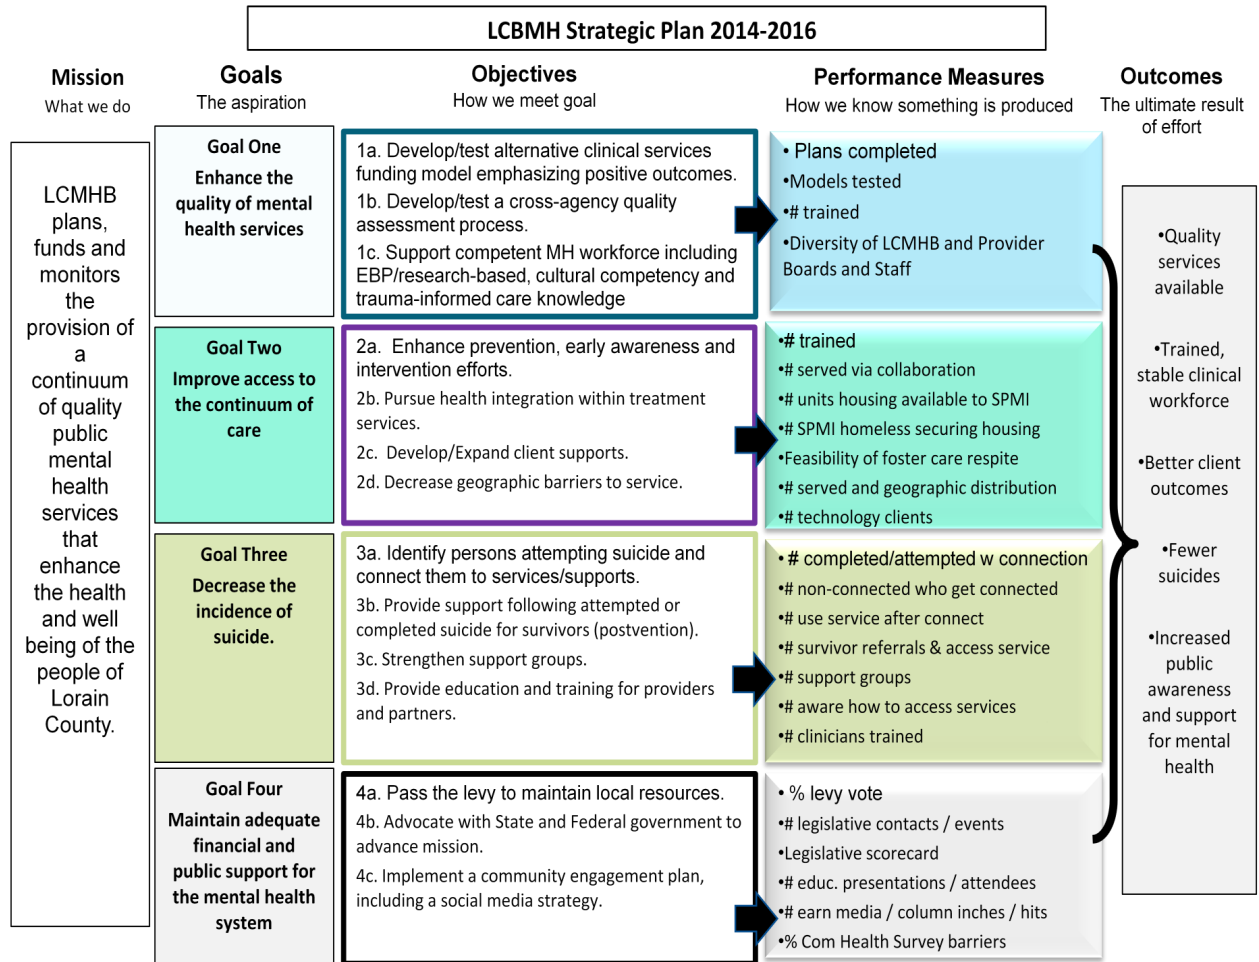 LCBMH Strategic Plan 2014-2016
Mission
What we do
Goals
The aspiration
Objectives
How we meet goal
Performance Measures
How we know something is produced
Outcomes
The ultimate result
of effort
LCMHB
plans,
funds and
monitors
the
provision of
a
continuum
of quality
public
mental
health
services
that
enhance
the health
and well
being of the
people of
Lorain
County.
Goal One
Enhance the
quality of mental
health services
1a. Develop/test alternative clinical services
funding model emphasizing positive outcomes.
1b. Develop/test a cross-agency quality
assessment process.
1c. Support competent MH workforce including
EBP/research-based, cultural competency and
trauma-informed care knowledge
• Plans completed
•Models tested
•# trained
•Diversity of LCMHB and Provider
Boards and Staff
Goal Two
Improve access to
the continuum of
care
2a. Enhance prevention, early awareness and
intervention efforts.
2b. Pursue health integration within treatment
services.
2c. Develop/Expand client supports.
2d. Decrease geographic barriers to service.
•# trained
•# served via collaboration
•# units housing available to SPMI
•# SPMI homeless securing housing
•Feasibility of foster care respite
•# served and geographic distribution
•# technology clients
Goal Three
Decrease the
incidence of
suicide.
3a. Identify persons attempting suicide and
connect them to services/supports.
3b. Provide support following attempted or
completed suicide for survivors (postvention).
3c. Strengthen support groups.
3d. Provide education and training for providers
and partners.
• # completed/attempted w connection
•# non-connected who get connected
•# use service after connect
•# survivor referrals & access service
•# support groups
•# aware how to access services
•# clinicians trained
Goal Four
Maintain adequate
financial and
public support for
the mental health
system
4a. Pass the levy to maintain local resources.
4b. Advocate with State and Federal government to
advance mission.
4c. Implement a community engagement plan,
including a social media strategy.
• % levy vote
•# legislative contacts / events
•Legislative scorecard
•# educ. presentations / attendees
•# earn media / column inches / hits
•% Com Health Survey barriers
•Quality
services
available
•Trained,
stable clinical
workforce
•Better client
outcomes
•Fewer
suicides
•Increased
public
awareness
and support
for mental
health